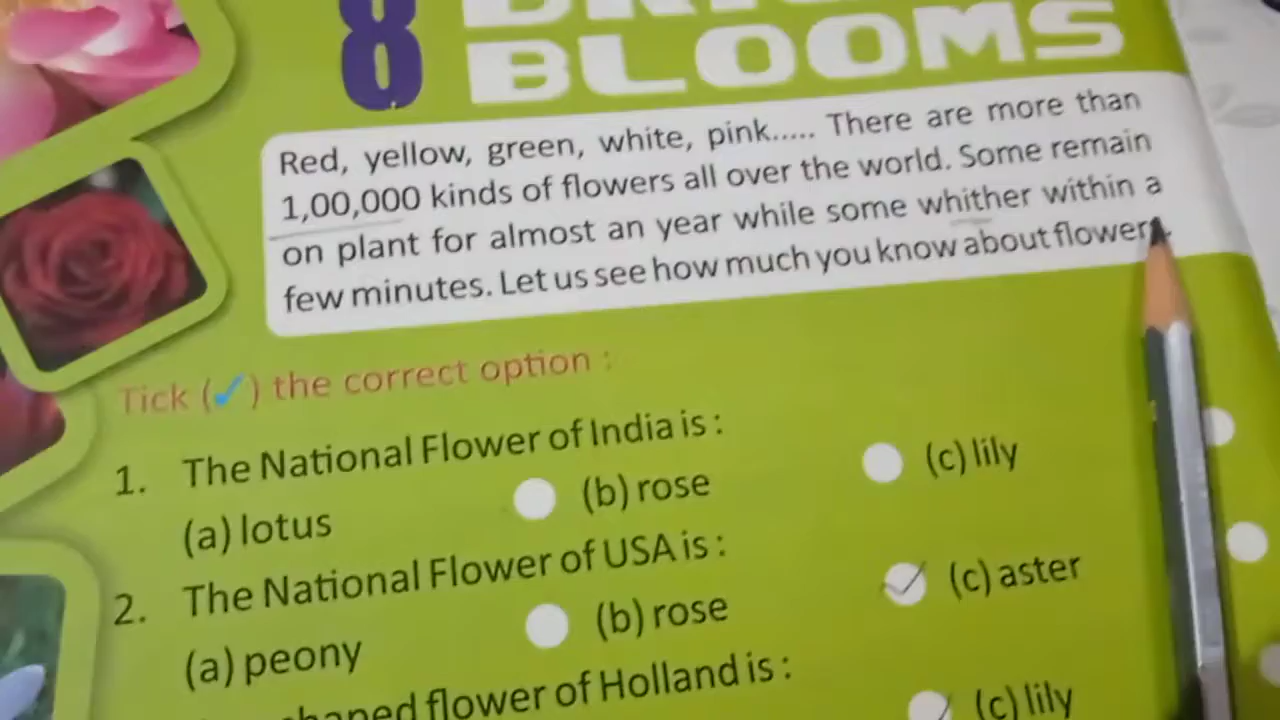 8
BLOOMS
Red, yellow, green, white, pink..... There are more than
1,00,000 kinds of flowers all over the world. Some remain
on plant for almost an year while some whither within a
few minutes. Let us see how much you know about flowers.
Tick (✓) the correct option :
1. The National Flower of India is :
(a) lotus (b) rose (c) lily
2. The National Flower of USA is :
(a) peony (b) rose (c) aster
flower of Holland is :
(c) lily